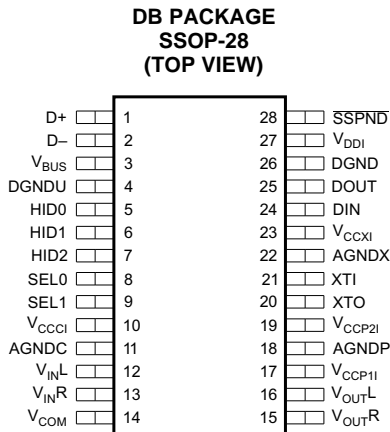 DB PACKAGE
SSOP-28
(TOP VIEW)
D+ 1 28 SSPND
D– 2 27 VDDI
VBUS 3 26 DGND
DGNDU 4 25 DOUT
HID0 5 24 DIN
HID1 6 23 VCCXI
HID2 7 22 AGNDX
SEL0 8 21 XTI
SEL1 9 20 XTO
VCCCI 10 19 VCCP2I
AGNDC 11 18 AGNDP
VINL 12 17 VCCP1I
VINR 13 16 VOUTL
VCOM 14 15 VOUTR